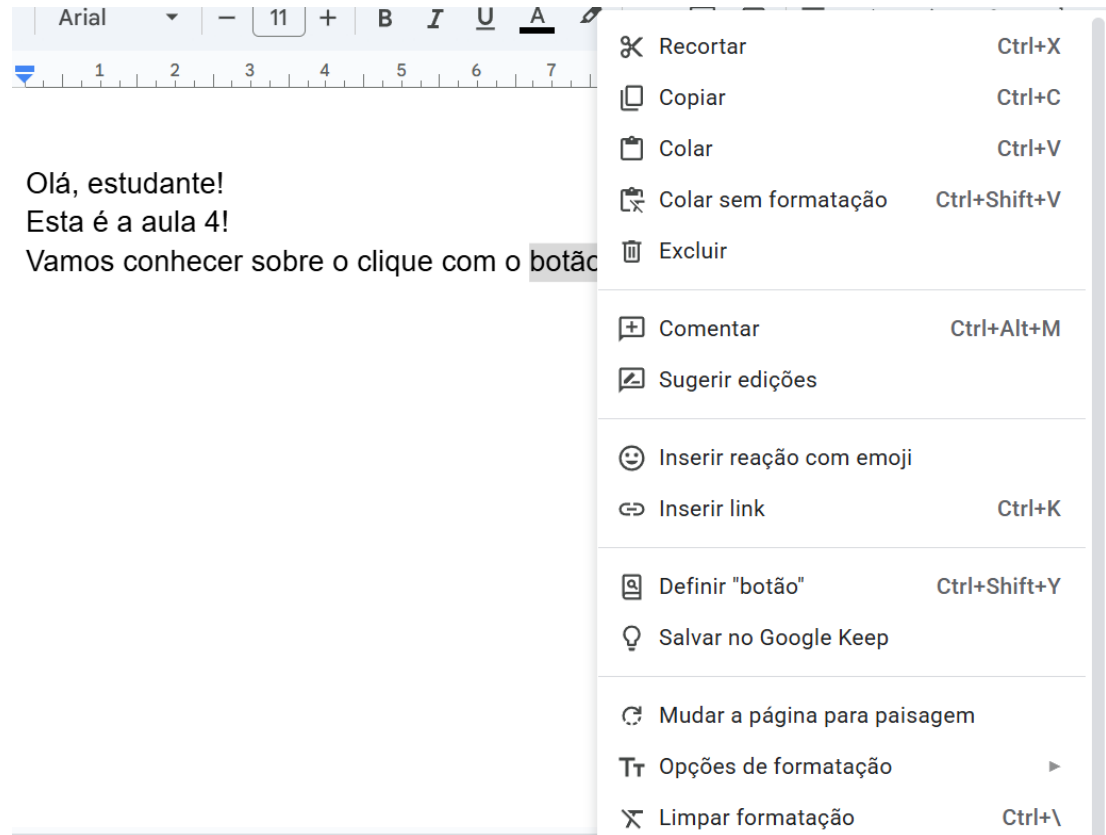 Arial
11
B I U A
1 2 3 4 5 6 7
Olá, estudante!
Esta é a aula 4!
Vamos conhecer sobre o clique com o botão
Recortar Ctrl+X
Copiar Ctrl+C
Colar Ctrl+V
Colar sem formatação Ctrl+Shift+V
Excluir
Comentar Ctrl+Alt+M
Sugerir edições
Inserir reação com emoji
Inserir link Ctrl+K
Definir "botão" Ctrl+Shift+Y
Salvar no Google Keep
Mudar a página para paisagem
Opções de formatação
Limpar formatação Ctrl+\